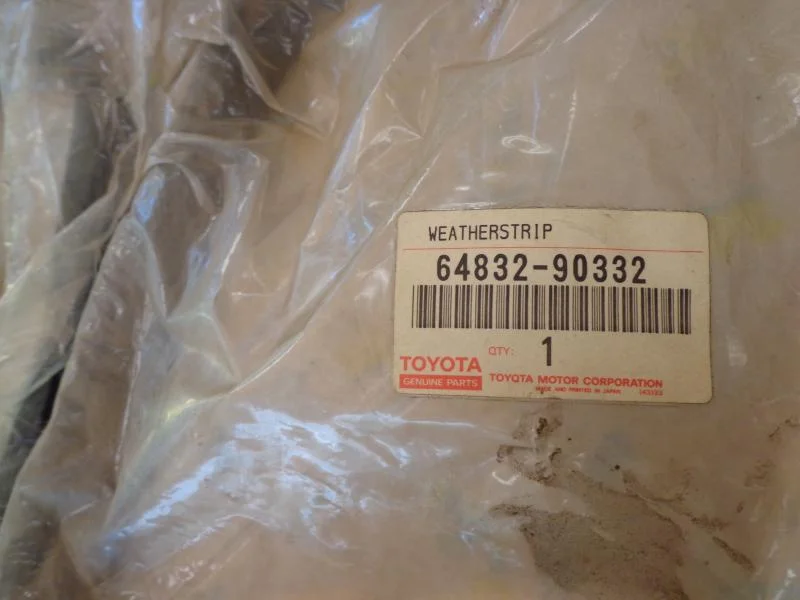 WEATHERSTRIP
64832-90332
QTY: 1
TOYOTA
GENUINE PARTS
TOYOTA MOTOR CORPORATION
MADE AND PRINTED IN JAPAN